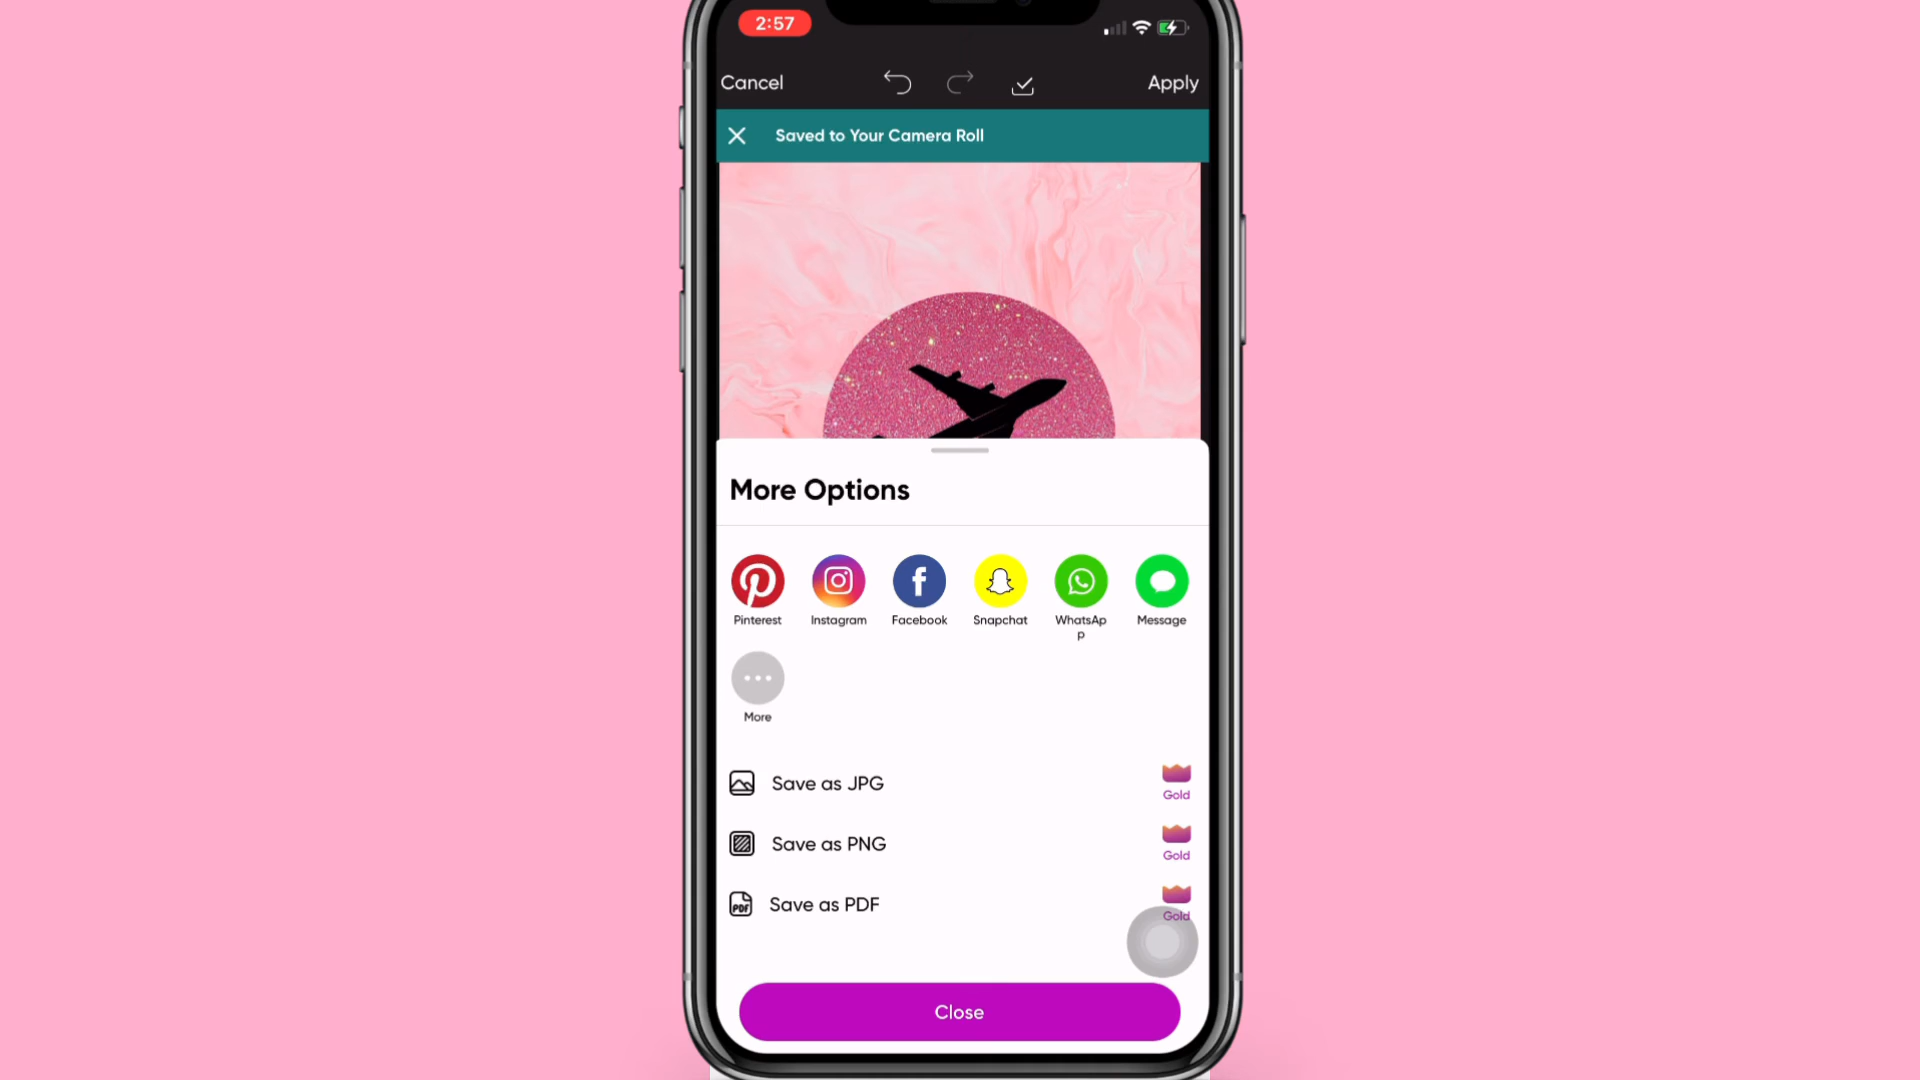 2:57
Cancel
Apply
Saved to Your Camera Roll
More Options
Pinterest
Instagram
Facebook
Snapchat
WhatsAp
p
Message
More
Save as JPG
Gold
Save as PNG
Gold
PDF
Save as PDF
Gold
Close